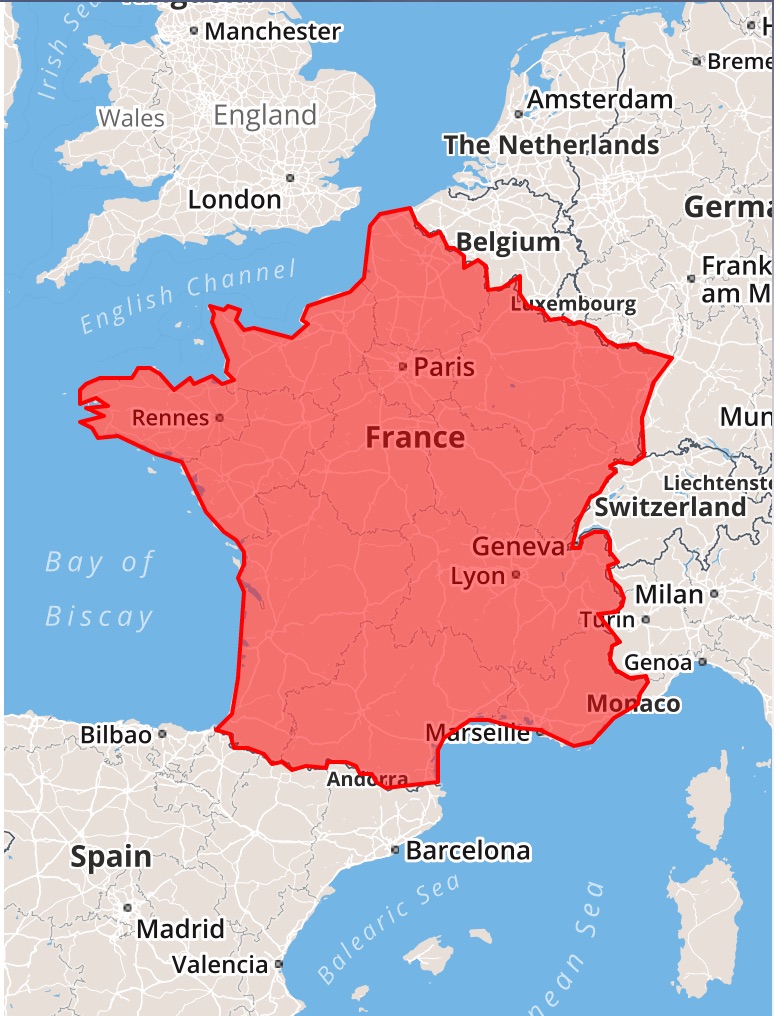 Irish Sea
Manchester
H
Breme
Wales
England
Amsterdam
The Netherlands
London
Germa
Belgium
Frank
am M
English Channel
Luxembourg
Paris
Rennes
Mun
France
Liechtenste
Switzerland
Geneva
Bay of
Biscay
Lyon
Milan
Turin
Genoa
Monaco
Bilbao
Marseille
Andorra
Spain
Barcelona
Balearic Sea
Madrid
nean Sea
Valencia